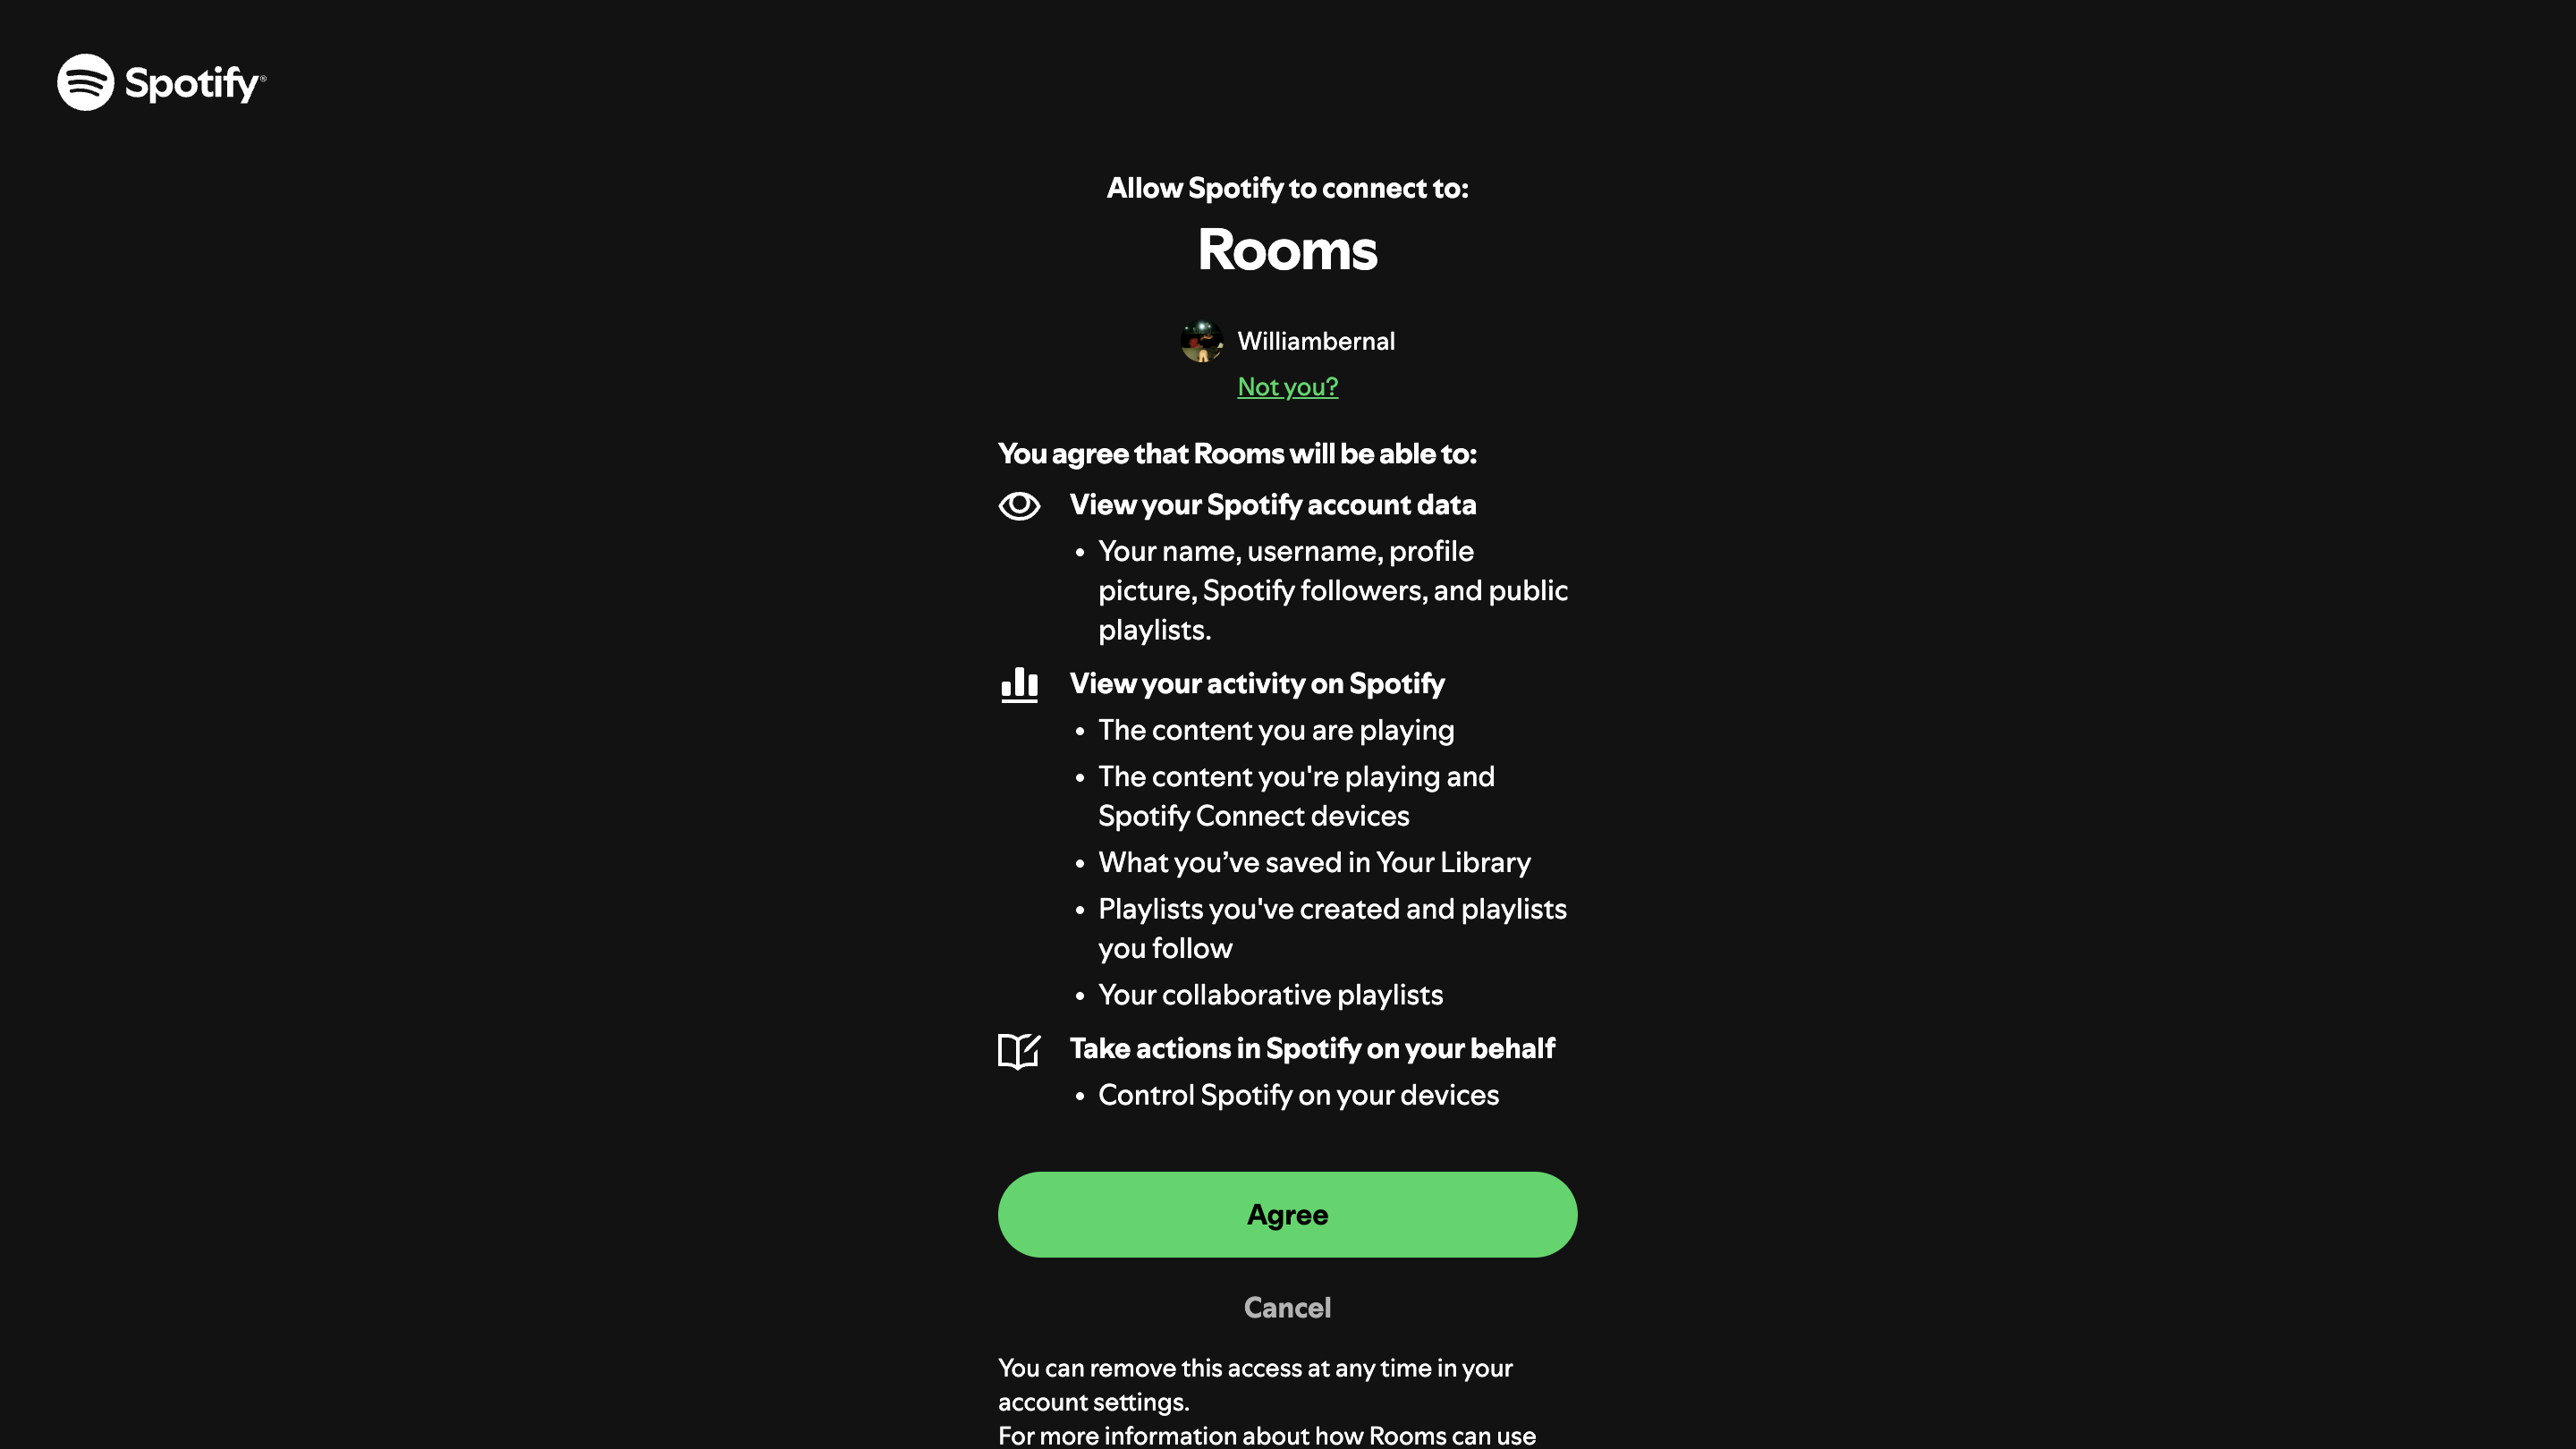 Spotify®
Allow Spotify to connect to:
Rooms
Williambernal
Not you?
You agree that Rooms will be able to:
View your Spotify account data
• Your name, username, profile
picture, Spotify followers, and public
playlists.
View your activity on Spotify
• The content you are playing
• The content you're playing and
Spotify Connect devices
• What you’ve saved in Your Library
• Playlists you've created and playlists
you follow
• Your collaborative playlists
Take actions in Spotify on your behalf
• Control Spotify on your devices
Agree
Cancel
You can remove this access at any time in your
account settings.
For more information about how Rooms can use